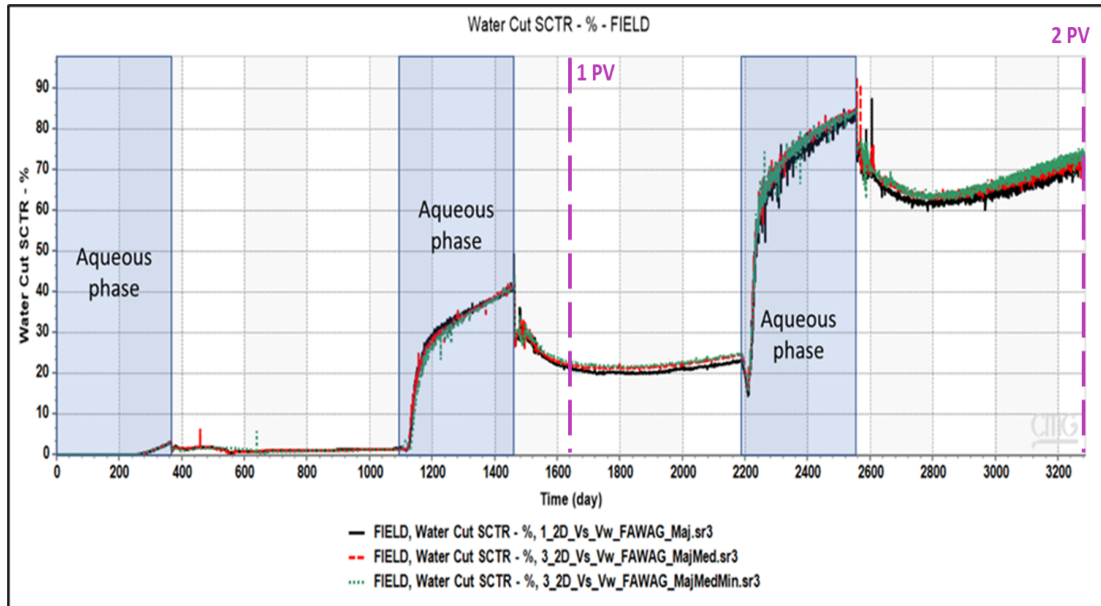 Water Cut SCTR - % - FIELD
2 PV
1 PV
Water Cut SCTR - %
90
80
70
60
50
40
30
20
10
0
Aqueous
phase
Aqueous
phase
Aqueous
phase
CMG
0 200 400 600 800 1000 1200 1400 1600 1800 2000 2200 2400 2600 2800 3000 3200
Time (day)
FIELD, Water Cut SCTR - %, 1_2D_Vs_Vw_FAWAG_Maj.sr3
FIELD, Water Cut SCTR - %, 3_2D_Vs_Vw_FAWAG_MajMed.sr3
FIELD, Water Cut SCTR - %, 3_2D_Vs_Vw_FAWAG_MajMedMin.sr3